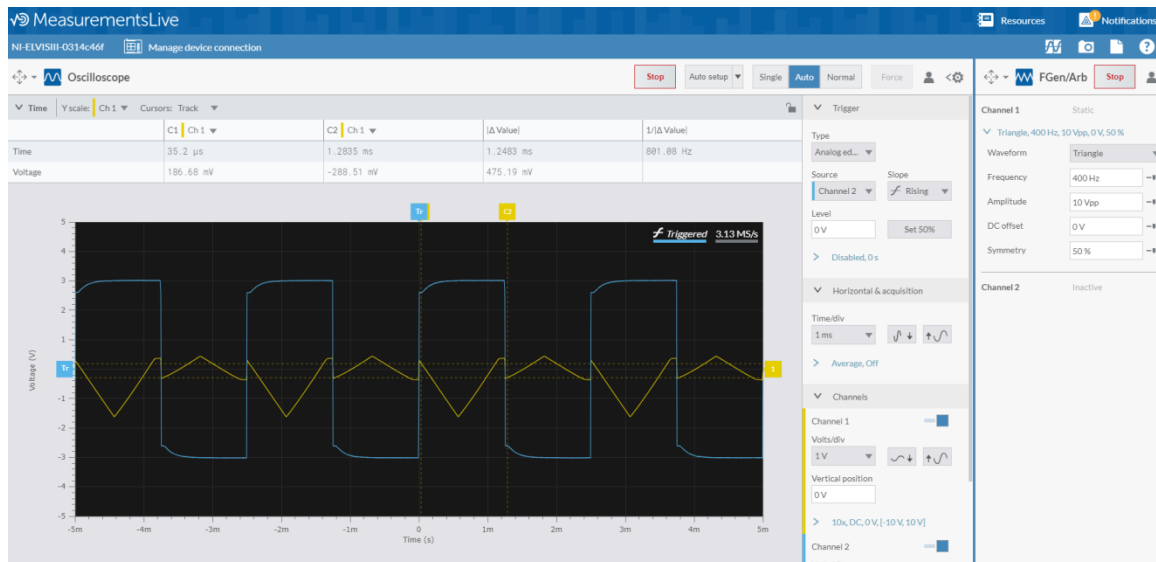 MeasurementsLive
Resources
Notifications
1
NI-ELVISIII-0314c46f
Manage device connection
?
Oscilloscope
Stop
Auto setup
Single
Auto
Normal
Force
FGen/Arb
Stop
Time
Y scale: Ch 1
Cursors: Track
C1 Ch 1
C2 Ch 1
|Δ Value|
1/|Δ Value|
Time
35.2 µs
1.2835 ms
1.2483 ms
801.08 Hz
Voltage
186.68 mV
-288.51 mV
475.19 mV
Tr
C2
Triggered 3.13 MS/s
5
4
3
2
1
Tr
1
-1
-2
-3
-4
-5
Voltage (V)
-5m
-4m
-3m
-2m
-1m
0
1m
2m
3m
4m
5m
Time (s)
Trigger
Type
Analog ed...
Source
Slope
Channel 2
Rising
Level
0 V
Set 50%
Disabled, 0 s
Horizontal & acquisition
Time/div
1 ms
Average, Off
Channels
Channel 1
Volts/div
1 V
Vertical position
0 V
10x, DC, 0 V, [-10 V, 10 V]
Channel 2
Channel 1
Static
Triangle, 400 Hz, 10 Vpp, 0 V, 50 %
Waveform
Triangle
Frequency
400 Hz
Amplitude
10 Vpp
DC offset
0 V
Symmetry
50 %
Channel 2
Inactive